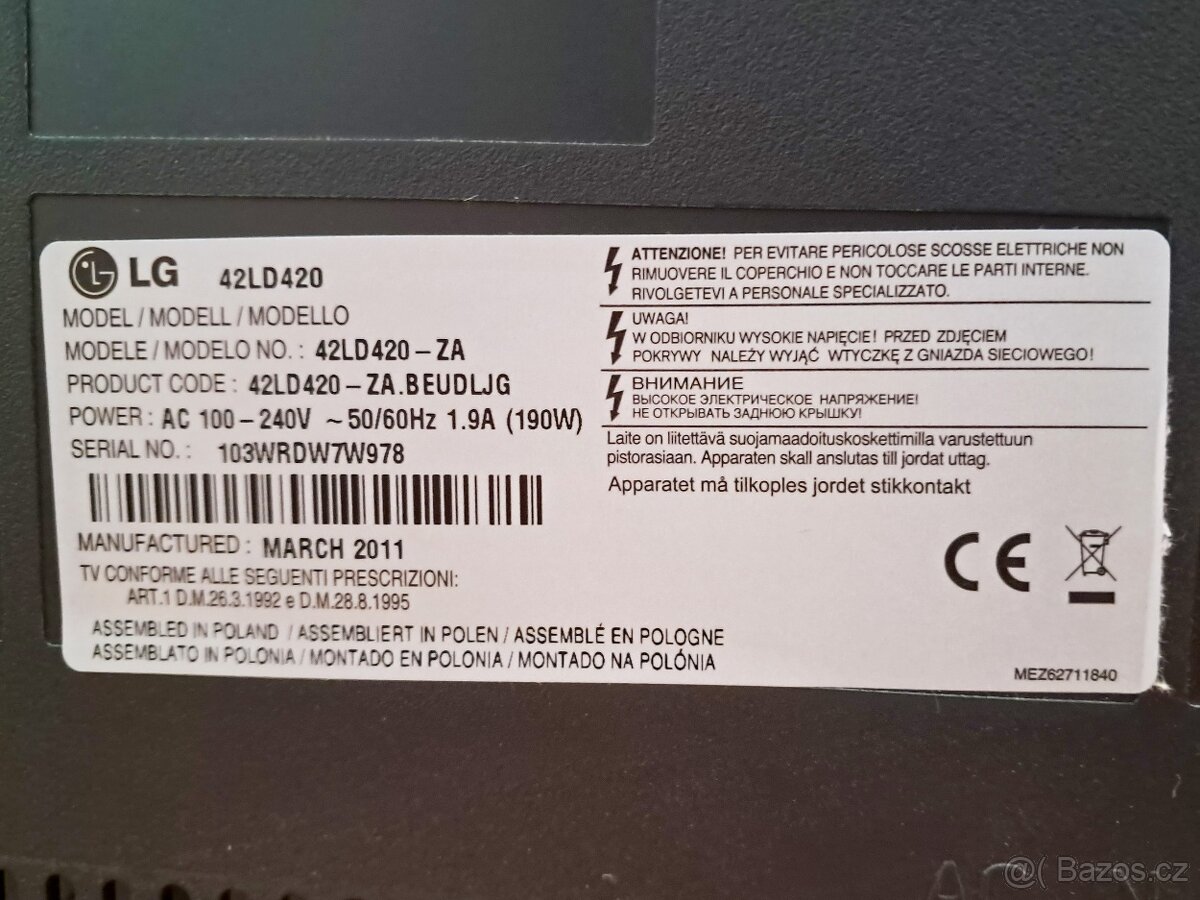 LG 42LD420
MODEL / MODELL / MODELLO
MODELE / MODELO NO. : 42LD420-ZA
PRODUCT CODE : 42LD420-ZA.BEUDLJG
POWER : AC 100-240V ~50/60Hz 1.9A (190W)
SERIAL NO. : 103WRDW7W978
MANUFACTURED : MARCH 2011
TV CONFORME ALLE SEGUENTI PRESCRIZIONI:
ART.1 D.M.26.3.1992 e D.M.28.8.1995
ASSEMBLED IN POLAND / ASSEMBLIERT IN POLEN / ASSEMBLÉ EN POLOGNE
ASSEMBLATO IN POLONIA / MONTADO EN POLONIA / MONTADO NA POLÓNIA
ATTENZIONE! PER EVITARE PERICOLOSE SCOSSE ELETTRICHE NON
RIMUOVERE IL COPERCHIO E NON TOCCARE LE PARTI INTERNE.
RIVOLGETEVI A PERSONALE SPECIALIZZATO.
UWAGA!
W ODBIORNIKU WYSOKIE NAPIĘCIE! PRZED ZDJĘCIEM
POKRYWY NALEŻY WYJĄĆ WTYCZKĘ Z GNIAZDA SIECIOWEGO!
ВНИМАНИЕ
ВЫСОКОЕ ЭЛЕКТРИЧЕСКОЕ НАПРЯЖЕНИЕ!
НЕ ОТКРЫВАТЬ ЗАДНЮЮ КРЫШКУ!
Laite on liitettävä suojamaadoituskoskettimilla varustettuun
pistorasiaan. Apparaten skall anslutas till jordat uttag.
Apparatet må tilkoples jordet stikkontakt
CE
MEZ62711840
@( Bazos.cz